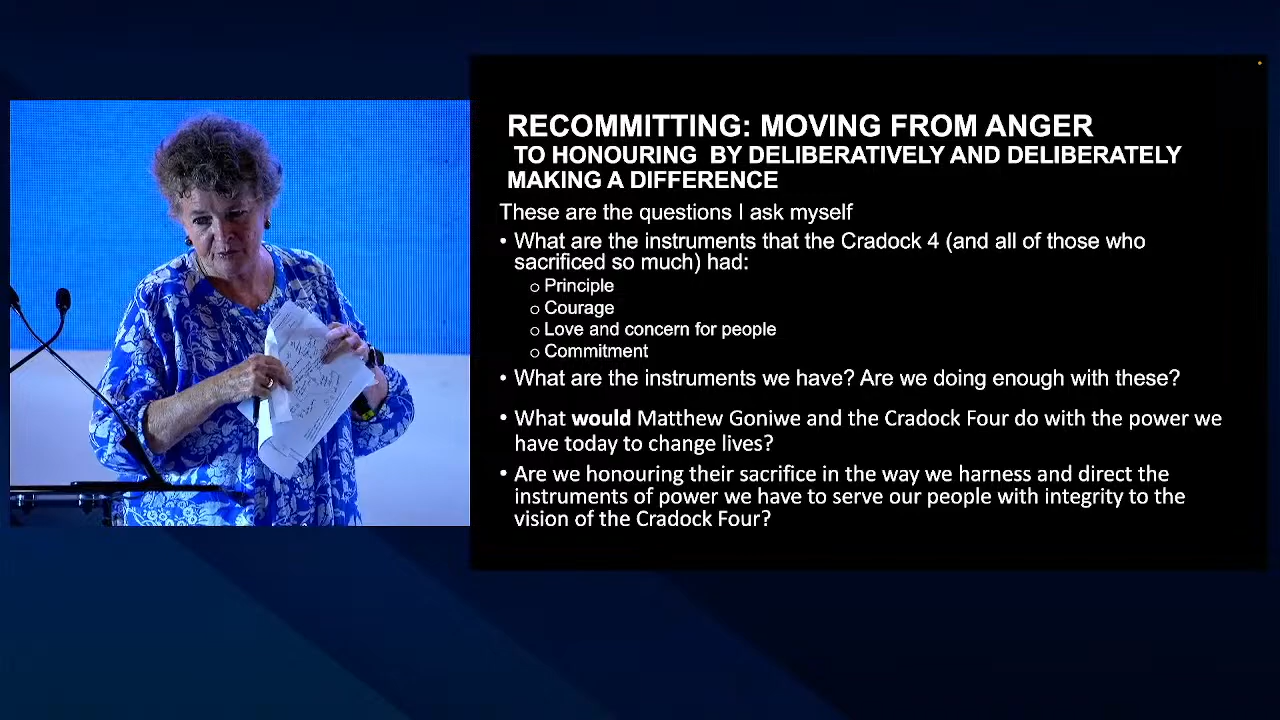 RECOMMITTING: MOVING FROM ANGER
TO HONOURING BY DELIBERATIVELY AND DELIBERATELY
MAKING A DIFFERENCE
These are the questions I ask myself
• What are the instruments that the Cradock 4 (and all of those who
sacrificed so much) had:
o Principle
o Courage
o Love and concern for people
o Commitment
• What are the instruments we have? Are we doing enough with these?
• What would Matthew Goniwe and the Cradock Four do with the power we
have today to change lives?
• Are we honouring their sacrifice in the way we harness and direct the
instruments of power we have to serve our people with integrity to the
vision of the Cradock Four?